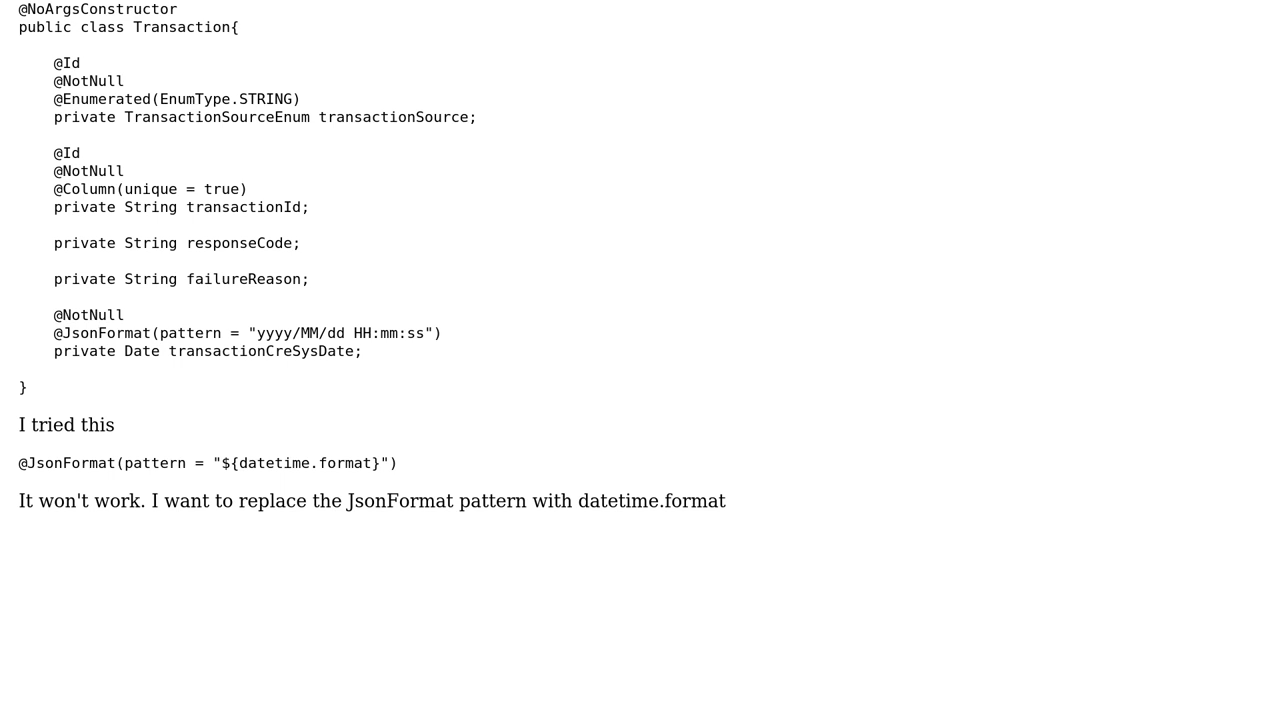 @NoArgsConstructor
public class Transaction{
@Id
@NotNull
@Enumerated(EnumType.STRING)
private TransactionSourceEnum transactionSource;
@Id
@NotNull
@Column(unique = true)
private String transactionId;
private String responseCode;
private String failureReason;
@NotNull
@JsonFormat(pattern = "yyyy/MM/dd HH:mm:ss")
private Date transactionCreSysDate;
}
I tried this
@JsonFormat(pattern = "${datetime.format}")
It won't work. I want to replace the JsonFormat pattern with datetime.format